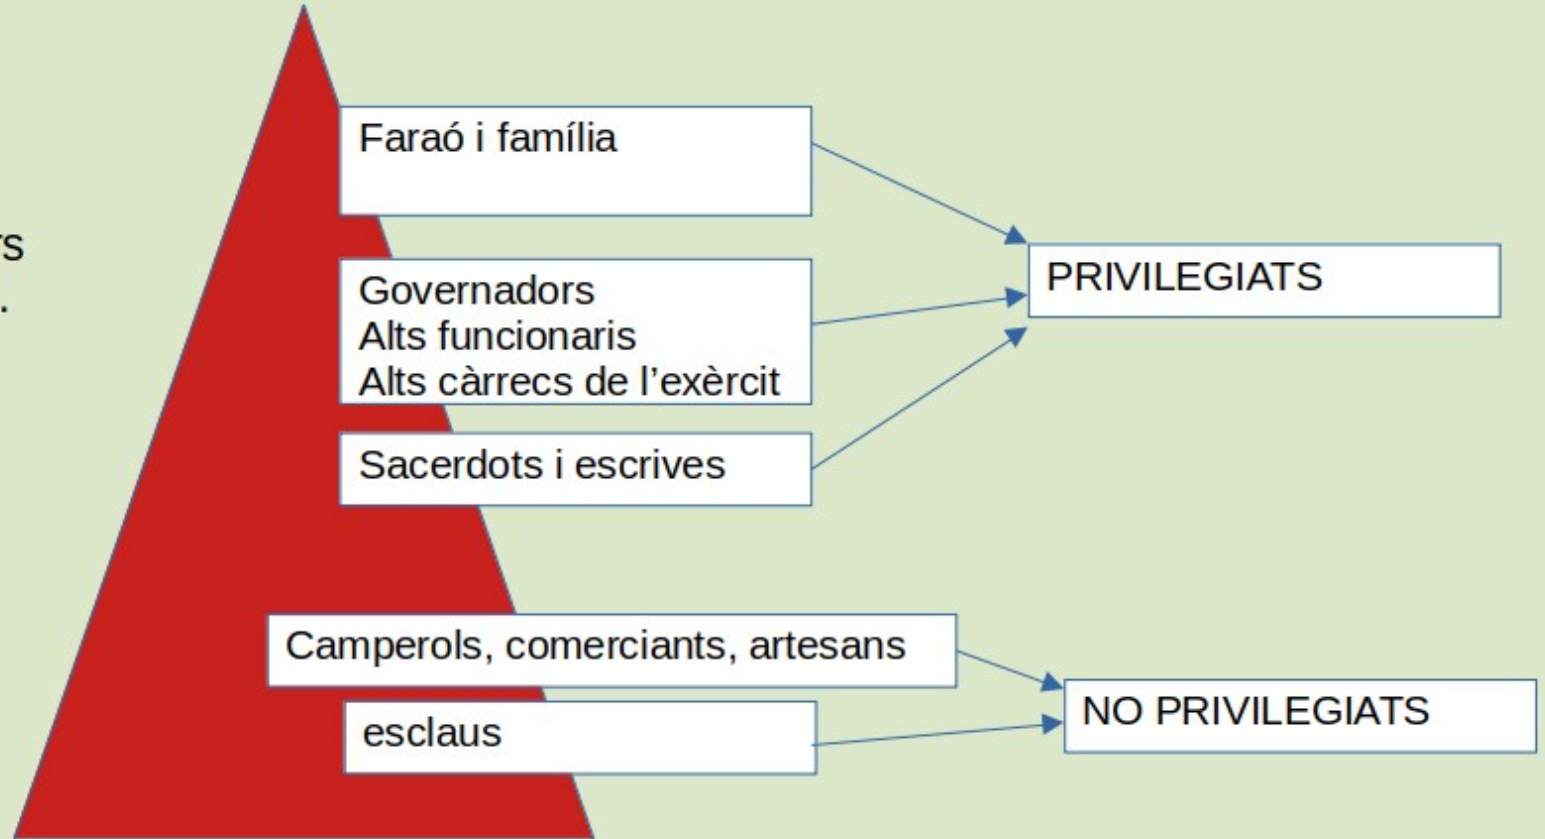 Faraó i família
Governadors
Alts funcionaris
Alts càrrecs de l’exèrcit
Sacerdots i escrives
PRIVILEGIATS
Camperols, comerciants, artesans
esclaus
NO PRIVILEGIATS